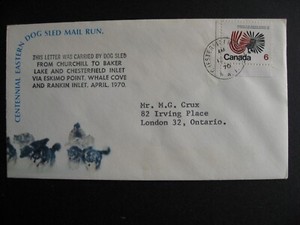 CENTENNIAL EASTERN DOG SLED MAIL RUN.
THIS LETTER WAS CARRIED BY DOG SLED
FROM CHURCHILL TO BAKER
LAKE AND CHESTERFIELD INLET
VIA ESKIMO POINT, WHALE COVE
AND RANKIN INLET. APRIL, 1970.
Canada 6
Mr. M.G. Crux
82 Irving Place
London 32, Ontario.